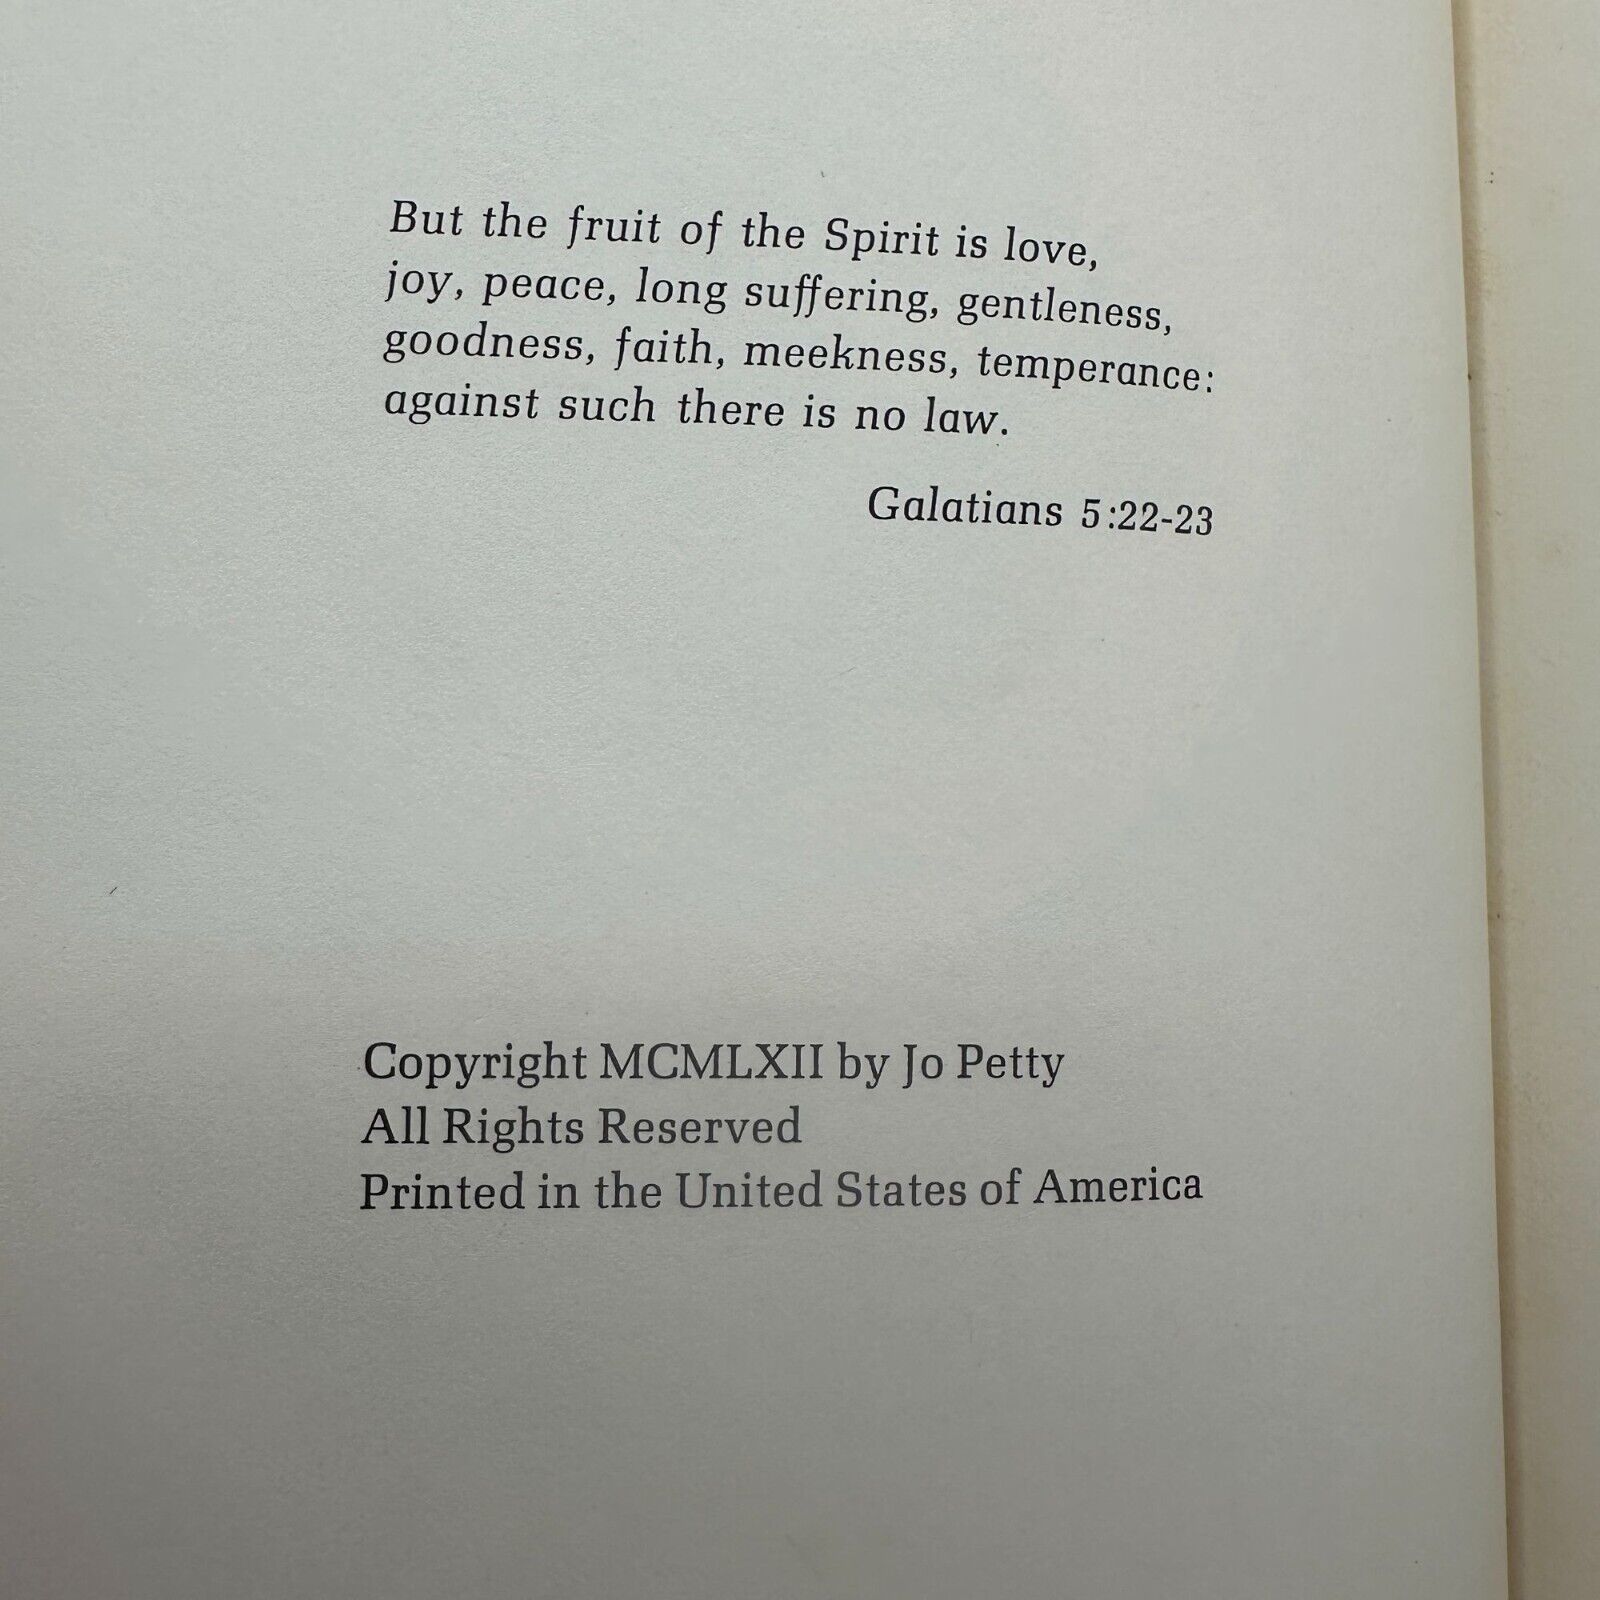 But the fruit of the Spirit is love,
joy, peace, long suffering, gentleness,
goodness, faith, meekness, temperance:
against such there is no law.
Galatians 5:22-23
Copyright MCMLXII by Jo Petty
All Rights Reserved
Printed in the United States of America